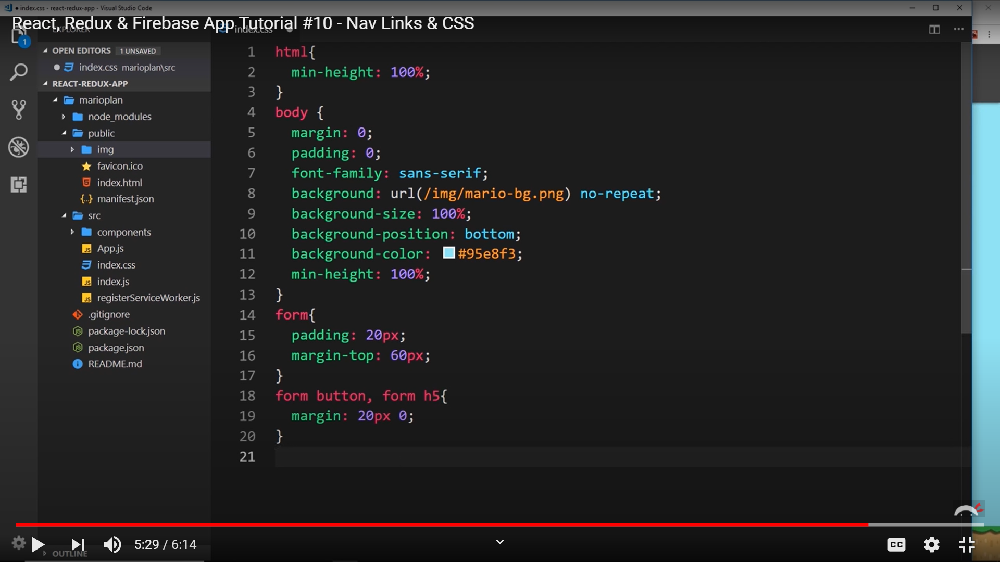 index.css - react-redux-app - Visual Studio Code
React, Redux & Firebase App Tutorial #10 - Nav Links & CSS
EXPLORER
index.css
1
OPEN EDITORS 1 UNSAVED
index.css marioplan\src
REACT-REDUX-APP
marioplan
node_modules
public
img
favicon.ico
index.html
manifest.json
src
components
App.js
index.css
index.js
registerServiceWorker.js
.gitignore
package-lock.json
package.json
README.md
OUTLINE
1 html{
2 min-height: 100%;
3 }
4 body {
5 margin: 0;
6 padding: 0;
7 font-family: sans-serif;
8 background: url(/img/mario-bg.png) no-repeat;
9 background-size: 100%;
10 background-position: bottom;
11 background-color: #95e8f3;
12 min-height: 100%;
13 }
14 form{
15 padding: 20px;
16 margin-top: 60px;
17 }
18 form button, form h5{
19 margin: 20px 0;
20 }
21
5:29 / 6:14
CC